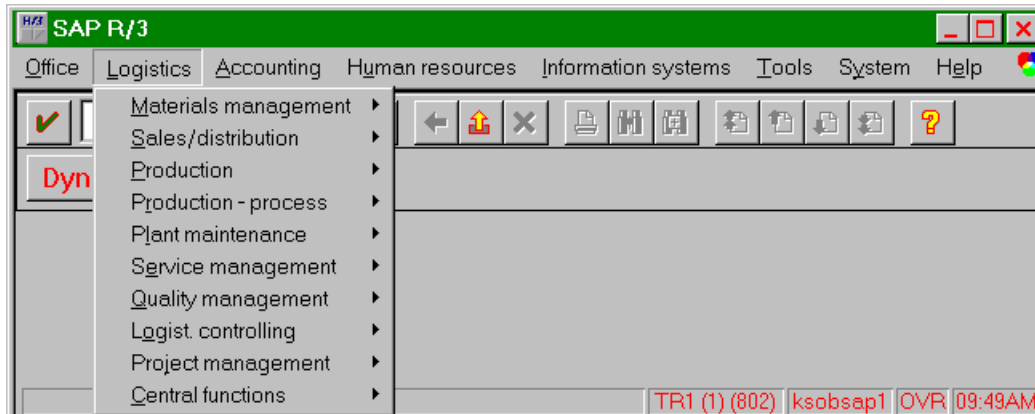 SAP R/3
Office Logistics Accounting Human resources Information systems Tools System Help
Materials management
Sales/distribution
Dyn
Production
Production - process
Plant maintenance
Service management
Quality management
Logist. controlling
Project management
Central functions
TR1 (1) (802) ksobsap1 OVR 09:49AM